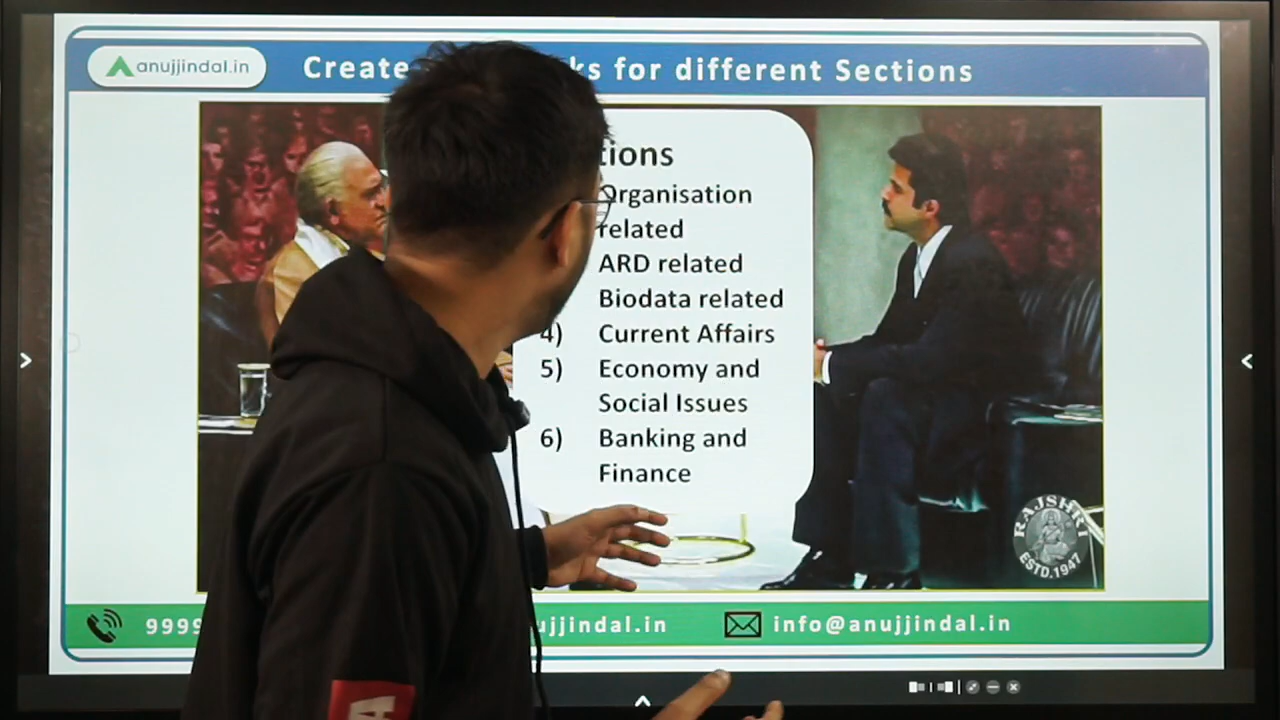 anujjindal.in
Create ks for different Sections
tions
Organisation
related
ARD related
Biodata related
4) Current Affairs
5) Economy and
Social Issues
6) Banking and
Finance
RAJSHRI
ESTD.1947
9999 ujjindal.in info@anujjindal.in
A